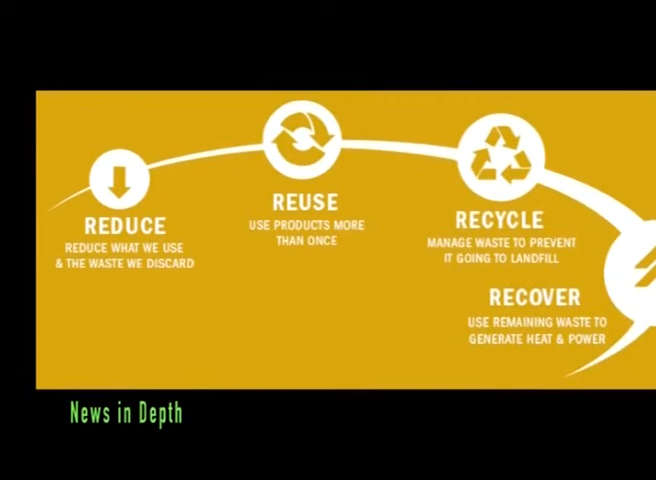 REDUCE
REDUCE WHAT WE USE
& THE WASTE WE DISCARD
REUSE
USE PRODUCTS MORE
THAN ONCE
RECYCLE
MANAGE WASTE TO PREVENT
IT GOING TO LANDFILL
RECOVER
USE REMAINING WASTE TO
GENERATE HEAT & POWER
News in Depth